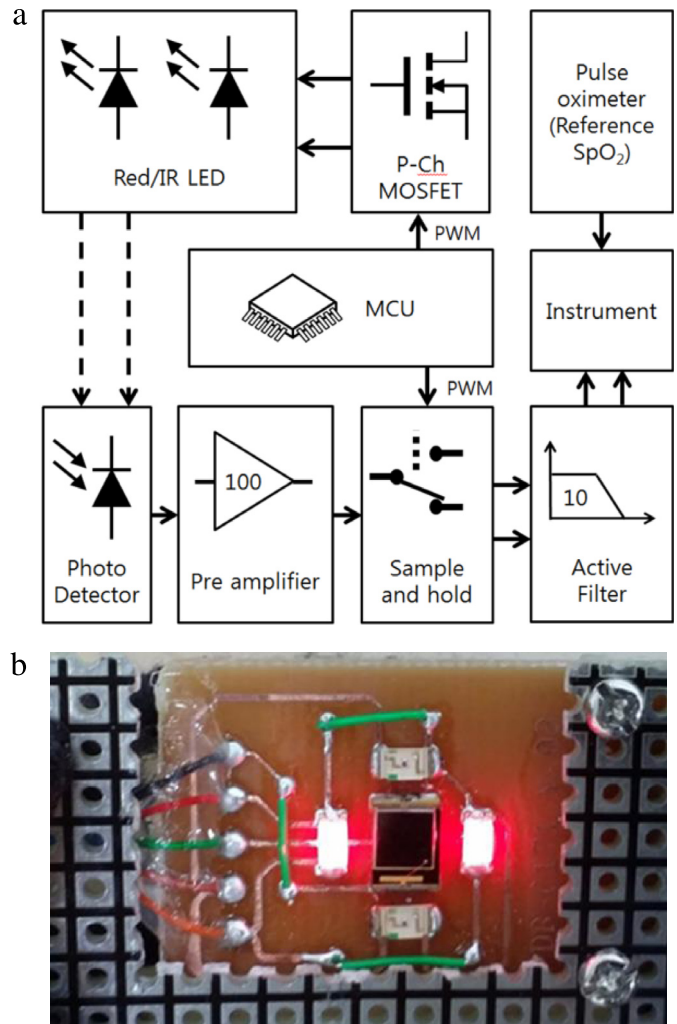 a
Red/IR LED
P-Ch
MOSFET
Pulse
oximeter
(Reference
SpO₂)
PWM
MCU
Instrument
PWM
100
10
Photo
Detector
Pre amplifier
Sample
and hold
Active
Filter
b